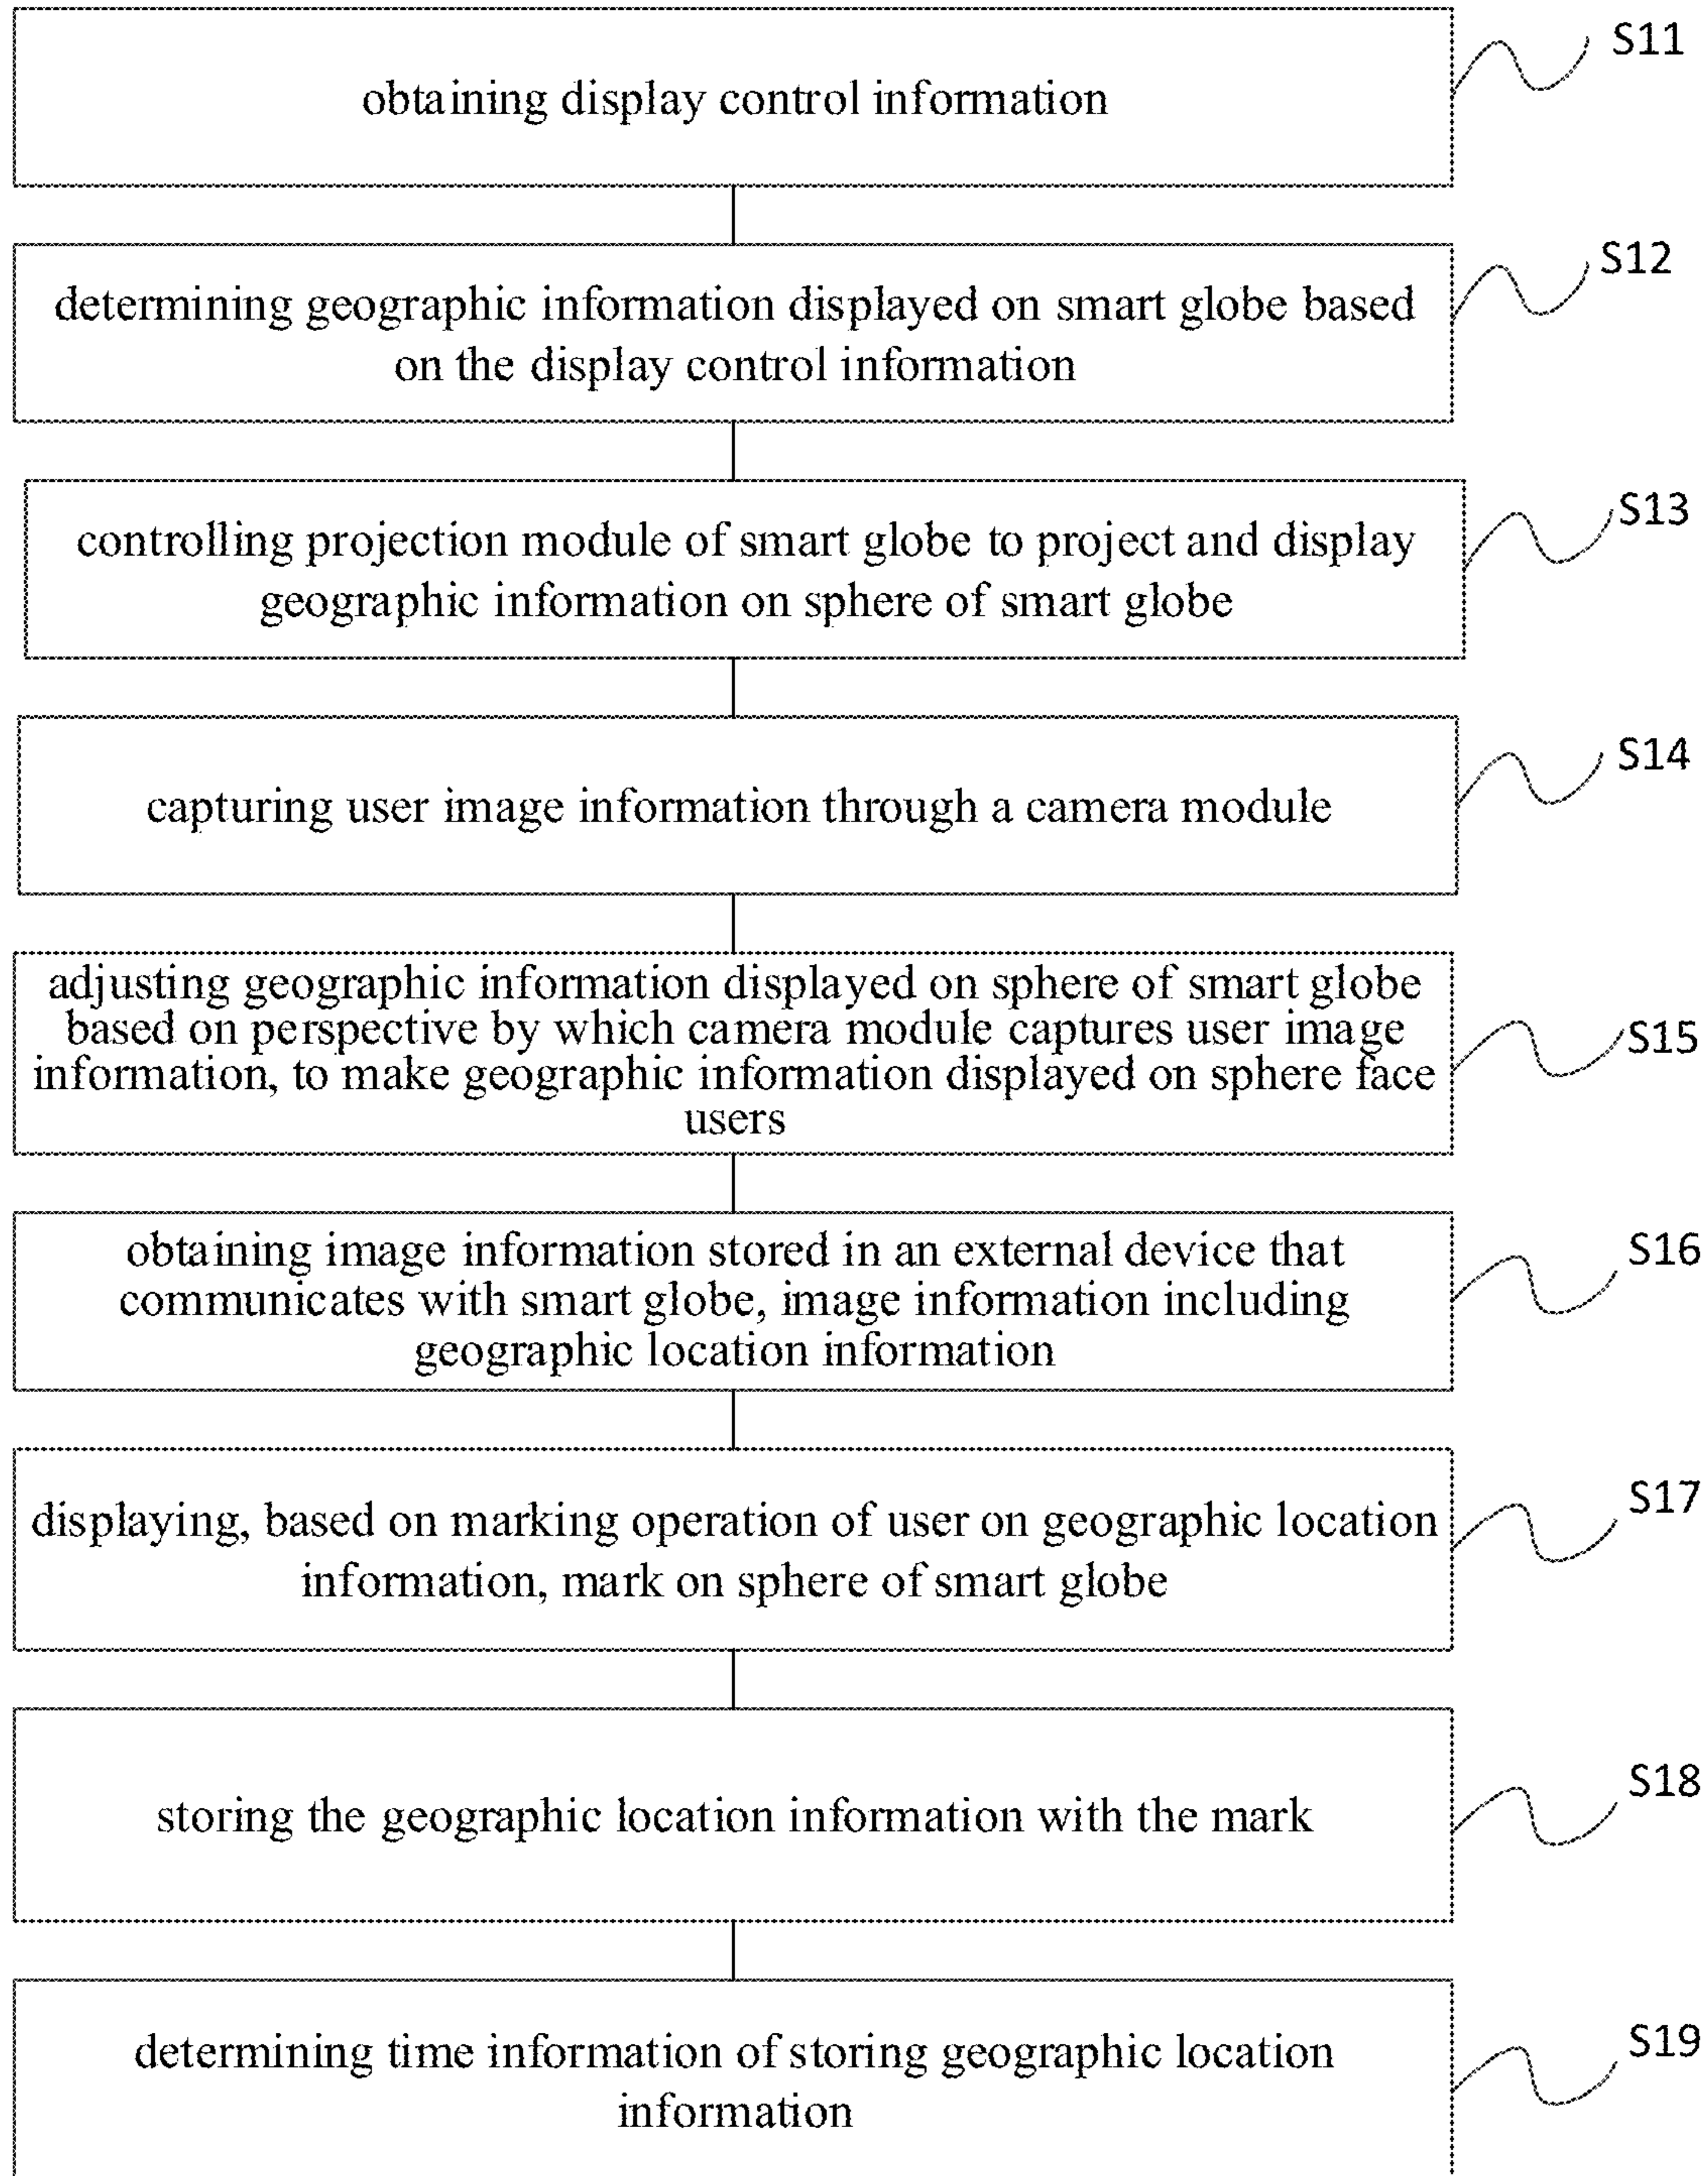 S11
obtaining display control information
S12
determining geographic information displayed on smart globe based
on the display control information
S13
controlling projection module of smart globe to project and display
geographic information on sphere of smart globe
S14
capturing user image information through a camera module
adjusting geographic information displayed on sphere of smart globe
based on perspective by which camera module captures user image
S15
information, to make geographic information displayed on sphere face
users
S16
obtaining image information stored in an external device that
communicates with smart globe, image information including
geographic location information
S17
displaying, based on marking operation of user on geographic location
information, mark on sphere of smart globe
S18
storing the geographic location information with the mark
S19
determining time information of storing geographic location
information